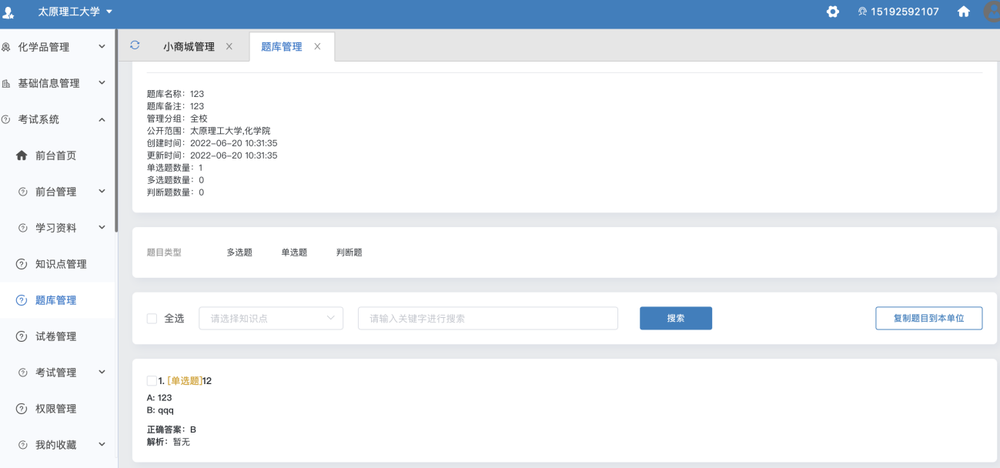 太原理工大学
15192592107
化学品管理
基础信息管理
考试系统
前台首页
前台管理
学习资料
知识点管理
题库管理
试卷管理
考试管理
权限管理
我的收藏
小商城管理
题库管理
题库名称：123
题库备注：123
管理分组：全校
公开范围：太原理工大学,化学院
创建时间：2022-06-20 10:31:35
更新时间：2022-06-20 10:31:35
单选题数量：1
多选题数量：0
判断题数量：0
题目类型 多选题 单选题 判断题
全选 请选择知识点 请输入关键字进行搜索 搜索 复制题目到本单位
1. [单选题]12
A: 123
B: qqq
正确答案：B
解析：暂无